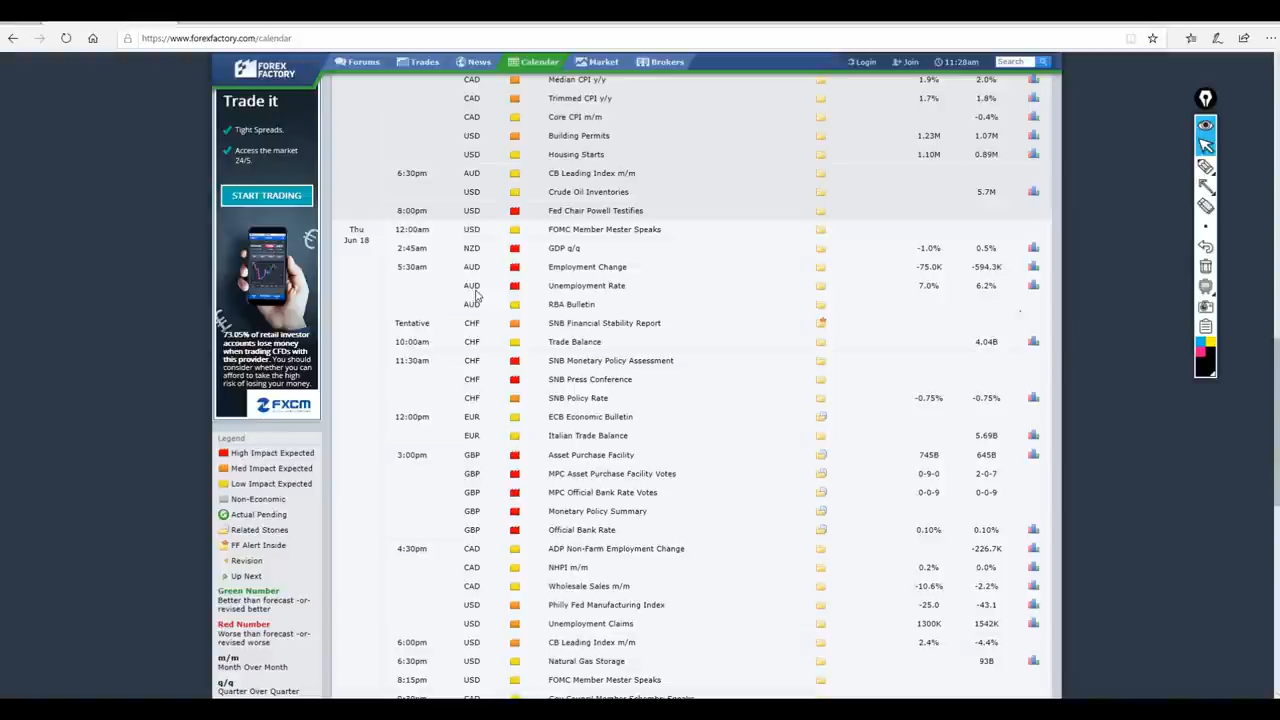 https://www.forexfactory.com/calendar
FOREX FACTORY
Forums Trades News Calendar Market Brokers Login Join 11:28am Search
Trade it
Tight Spreads.
Access the market
24/5.
START TRADING
73.05% of retail investor
accounts lose money
when trading CFDs with
this provider. You should
consider whether you can
afford to take the high
risk of losing your money.
FXCM
Legend
High Impact Expected
Med Impact Expected
Low Impact Expected
Non-Economic
Actual Pending
Related Stories
FF Alert Inside
Revision
Up Next
Green Number
Better than forecast -or-
revised better
Red Number
Worse than forecast -or-
revised worse
m/m
Month Over Month
q/q
Quarter Over Quarter
CAD Median CPI y/y 1.9% 2.0%
CAD Trimmed CPI y/y 1.7% 1.8%
CAD Core CPI m/m -0.4%
USD Building Permits 1.23M 1.07M
USD Housing Starts 1.10M 0.89M
6:30pm AUD CB Leading Index m/m
USD Crude Oil Inventories 5.7M
8:00pm USD Fed Chair Powell Testifies
Thu
Jun 18
12:00am USD FOMC Member Mester Speaks
2:45am NZD GDP q/q -1.0% 0.5%
5:30am AUD Employment Change -75.0K -594.3K
AUD Unemployment Rate 7.0% 6.2%
AUD RBA Bulletin
Tentative CHF SNB Financial Stability Report
10:00am CHF Trade Balance 4.04B
11:30am CHF SNB Monetary Policy Assessment
CHF SNB Press Conference
CHF SNB Policy Rate -0.75% -0.75%
12:00pm EUR ECB Economic Bulletin
EUR Italian Trade Balance 5.69B
3:00pm GBP Asset Purchase Facility 745B 645B
GBP MPC Asset Purchase Facility Votes 0-9-0 2-0-7
GBP MPC Official Bank Rate Votes 0-0-9 0-0-9
GBP Monetary Policy Summary
GBP Official Bank Rate 0.10% 0.10%
4:30pm CAD ADP Non-Farm Employment Change -226.7K
CAD NHPI m/m 0.2% 0.0%
CAD Wholesale Sales m/m -10.6% -2.2%
USD Philly Fed Manufacturing Index -25.0 -43.1
USD Unemployment Claims 1300K 1542K
6:00pm USD CB Leading Index m/m 2.4% -4.4%
6:30pm USD Natural Gas Storage 93B
8:15pm USD FOMC Member Mester Speaks